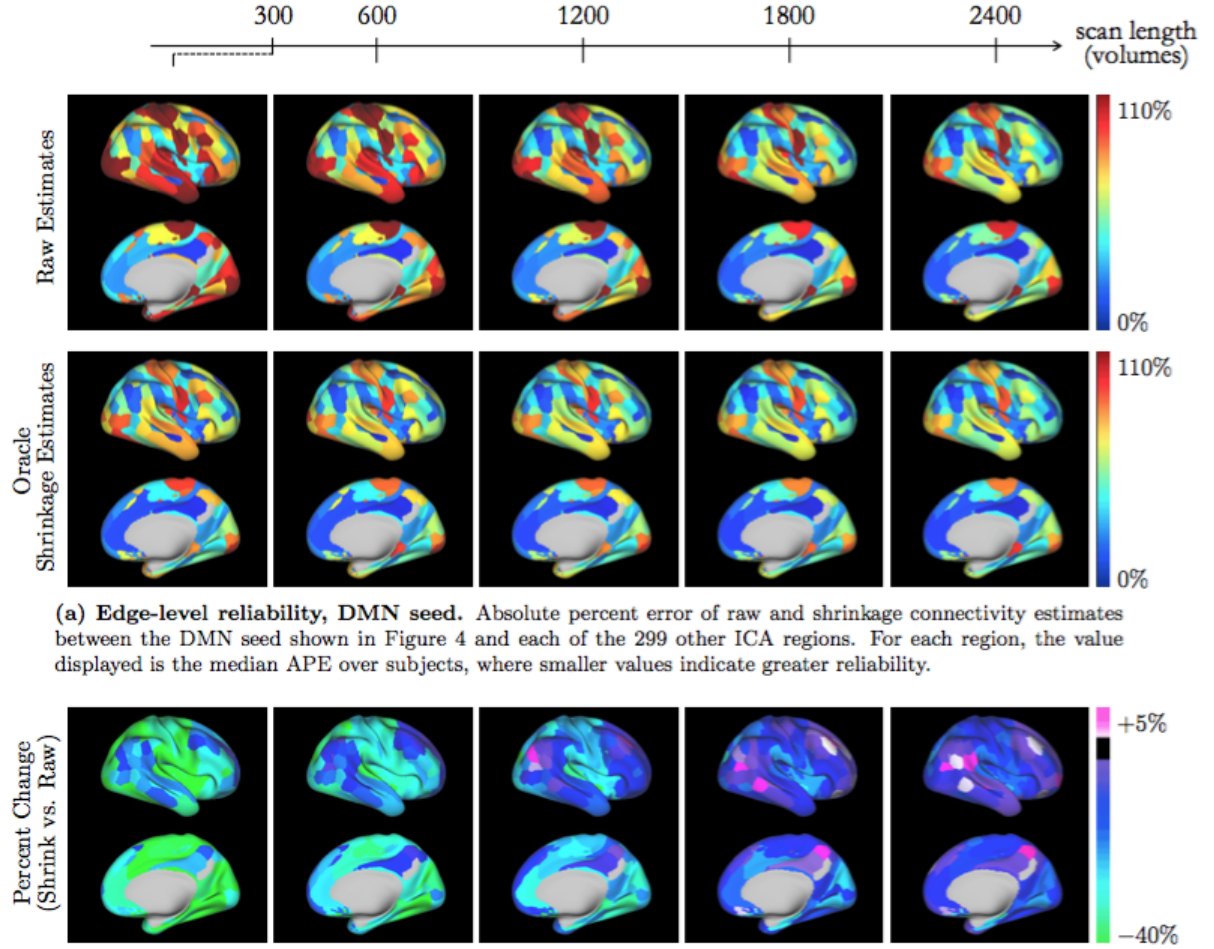 300 600 1200 1800 2400
scan length
(volumes)
Raw Estimates
110%
0%
Oracle
Shrinkage Estimates
110%
0%
(a) Edge-level reliability, DMN seed. Absolute percent error of raw and shrinkage connectivity estimates
between the DMN seed shown in Figure 4 and each of the 299 other ICA regions. For each region, the value
displayed is the median APE over subjects, where smaller values indicate greater reliability.
Percent Change
(Shrink vs. Raw)
+5%
−40%